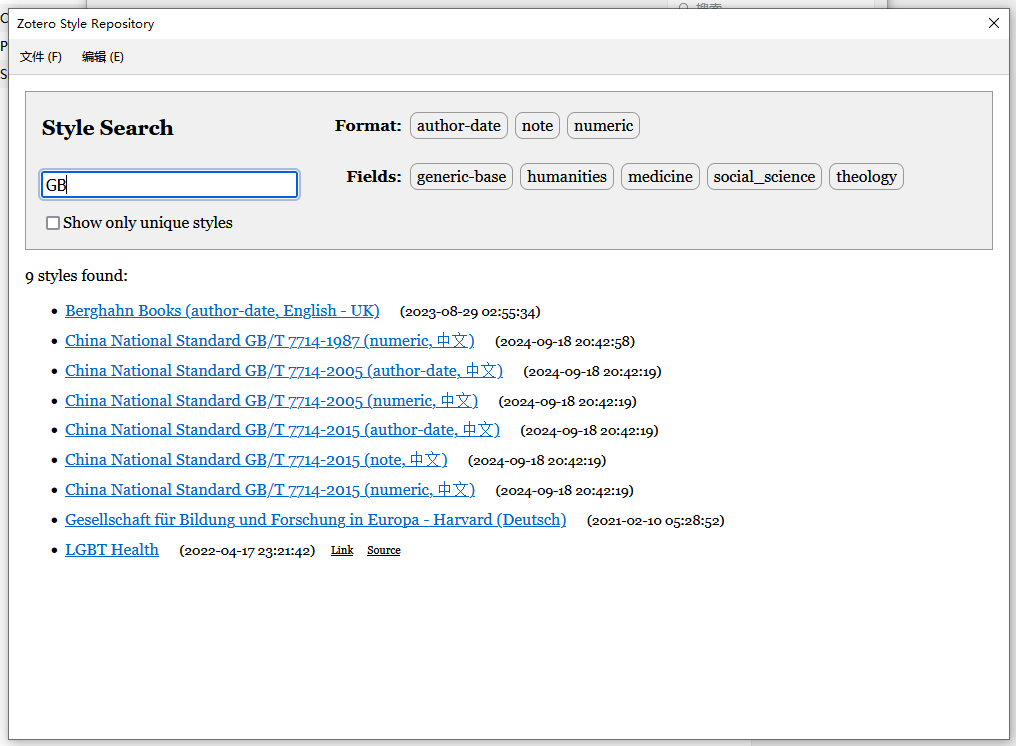 搜索
C
Zotero Style Repository
P
文件 (F) 编辑 (E)
S
Style Search
Format: author-date note numeric
GB
Fields: generic-base humanities medicine social_science theology
Show only unique styles
9 styles found:
Berghahn Books (author-date, English - UK) (2023-08-29 02:55:34)
China National Standard GB/T 7714-1987 (numeric, 中文) (2024-09-18 20:42:58)
China National Standard GB/T 7714-2005 (author-date, 中文) (2024-09-18 20:42:19)
China National Standard GB/T 7714-2005 (numeric, 中文) (2024-09-18 20:42:19)
China National Standard GB/T 7714-2015 (author-date, 中文) (2024-09-18 20:42:19)
China National Standard GB/T 7714-2015 (note, 中文) (2024-09-18 20:42:19)
China National Standard GB/T 7714-2015 (numeric, 中文) (2024-09-18 20:42:19)
Gesellschaft für Bildung und Forschung in Europa - Harvard (Deutsch) (2021-02-10 05:28:52)
LGBT Health (2022-04-17 23:21:42) Link Source